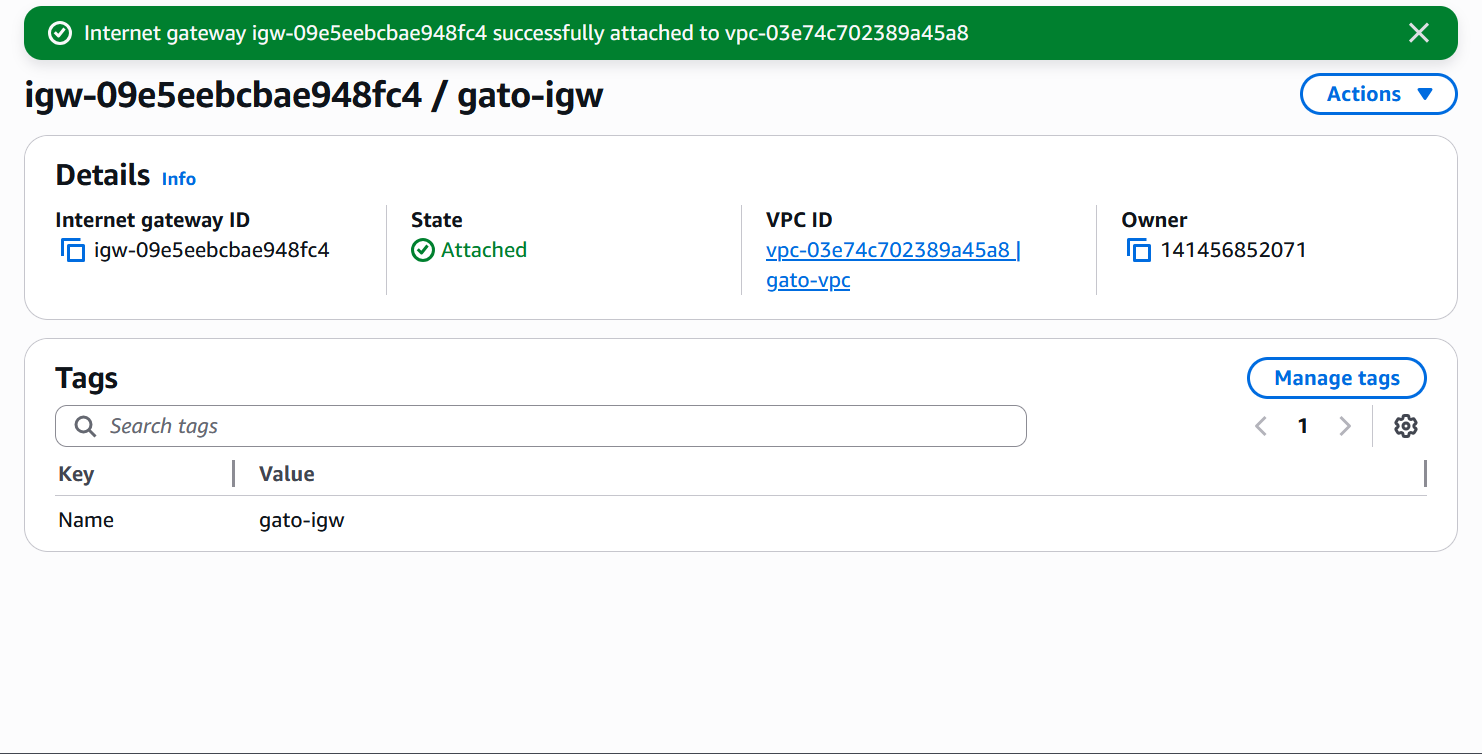 Internet gateway igw-09e5eebcbae948fc4 successfully attached to vpc-03e74c702389a45a8
igw-09e5eebcbae948fc4 / gato-igw
Actions
Details Info
Internet gateway ID
igw-09e5eebcbae948fc4
State
Attached
VPC ID
vpc-03e74c702389a45a8 |
gato-vpc
Owner
141456852071
Tags
Manage tags
Search tags
1
Key Value
Name gato-igw